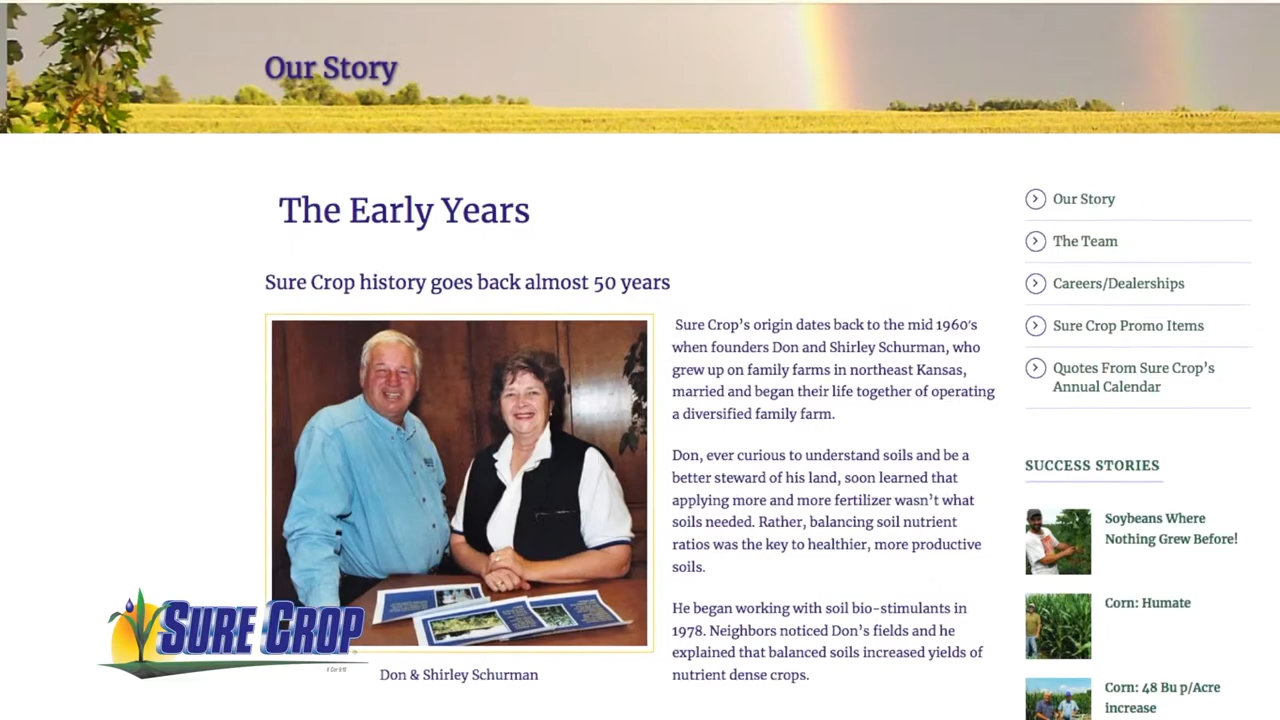 Our Story
The Early Years
Sure Crop history goes back almost 50 years
Sure Crop's origin dates back to the mid 1960's
when founders Don and Shirley Schurman, who
grew up on family farms in northeast Kansas,
married and began their life together of operating
a diversified family farm.
Don, ever curious to understand soils and be a
better steward of his land, soon learned that
applying more and more fertilizer wasn't what
soils needed. Rather, balancing soil nutrient
ratios was the key to healthier, more productive
soils.
He began working with soil bio-stimulants in
1978. Neighbors noticed Don's fields and he
explained that balanced soils increased yields of
nutrient dense crops.
Don & Shirley Schurman
SURE CROP
Our Story
The Team
Careers/Dealerships
Sure Crop Promo Items
Quotes From Sure Crop's
Annual Calendar
SUCCESS STORIES
Soybeans Where
Nothing Grew Before!
Corn: Humate
Corn: 48 Bu p/Acre
increase